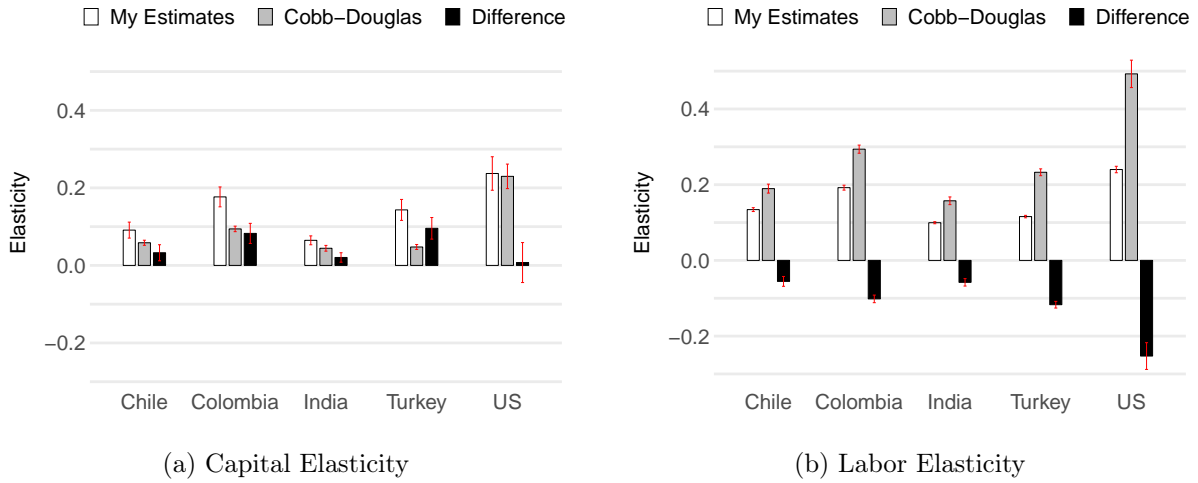 My Estimates Cobb−Douglas Difference
Elasticity
0.4
0.2
0.0
−0.2
Chile Colombia India Turkey US
(a) Capital Elasticity
My Estimates Cobb−Douglas Difference
Elasticity
0.4
0.2
0.0
−0.2
Chile Colombia India Turkey US
(b) Labor Elasticity